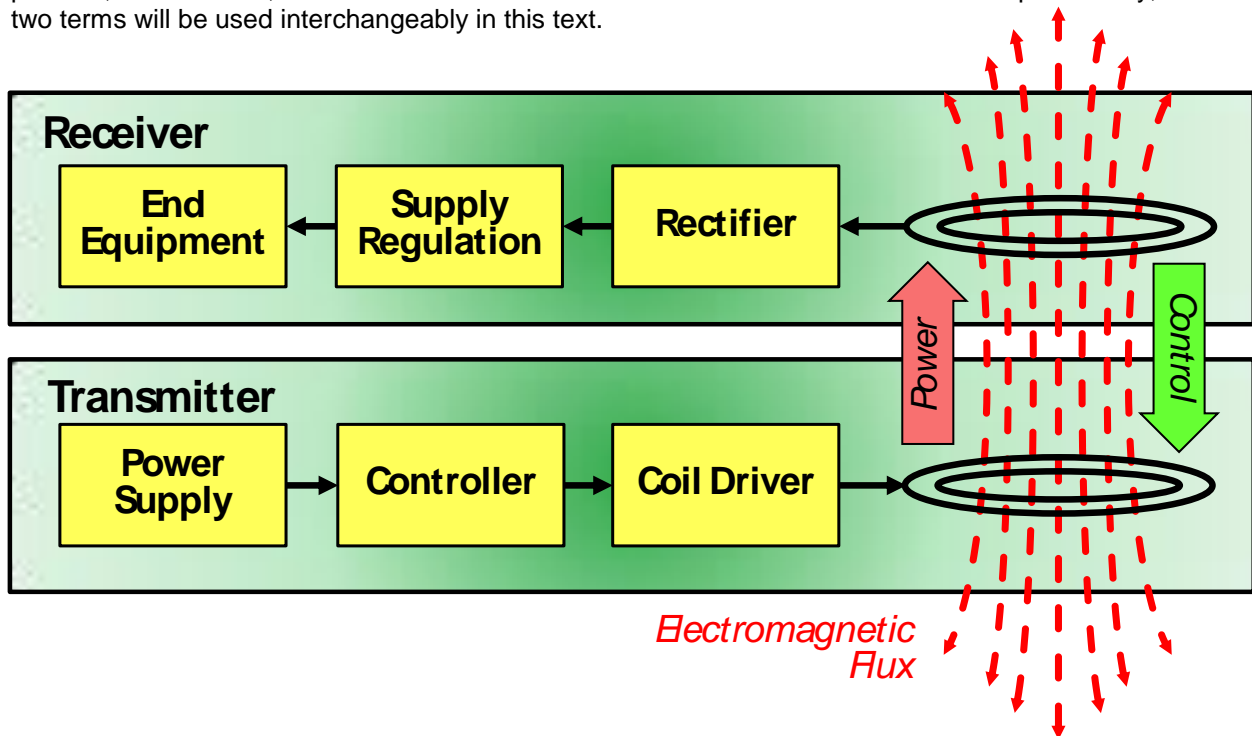 two terms will be used interchangeably in this text.
Receiver
End
Equipment
Supply
Regulation
Rectifier
Power
Control
Transmitter
Power
Supply
Controller
Coil Driver
Electromagnetic
Flux